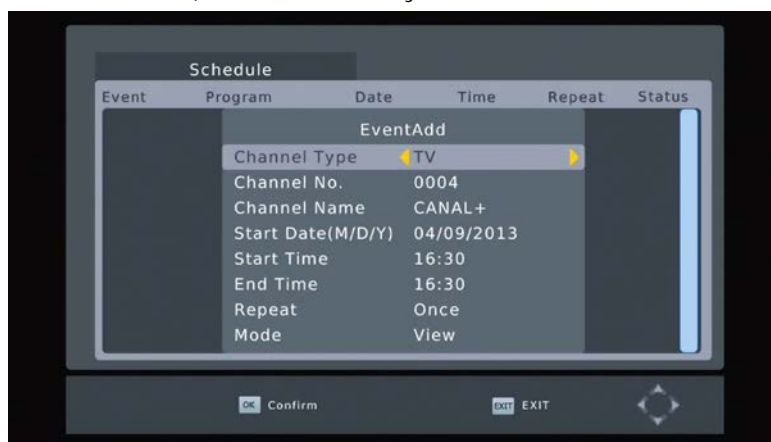 Schedule
Event Program Date Time Repeat Status
EventAdd
Channel Type TV
Channel No. 0004
Channel Name CANAL+
Start Date(M/D/Y) 04/09/2013
Start Time 16:30
End Time 16:30
Repeat Once
Mode View
OK Confirm EXIT EXIT